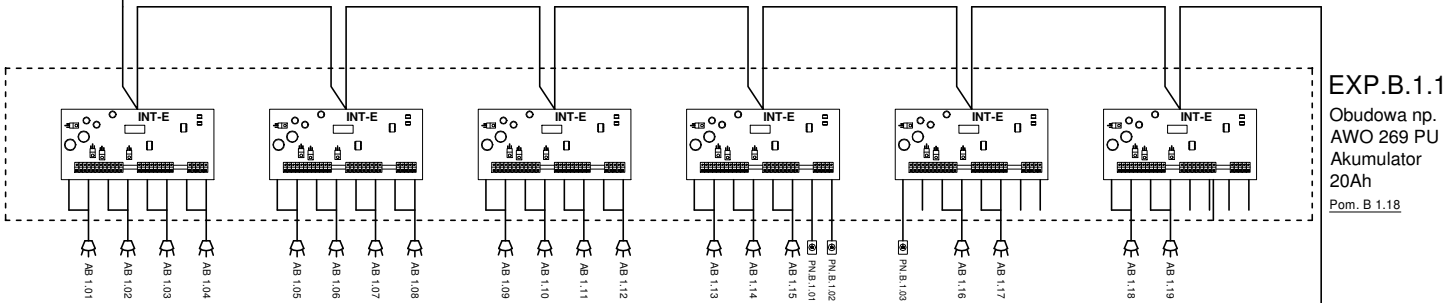 INT-E
INT-E
INT-E
INT-E
INT-E
INT-E
EXP.B.1.1
Obudowa np.
AWO 269 PU
Akumulator
20Ah
Pom. B 1.18
AB 1.01
AB 1.02
AB 1.03
AB 1.04
AB 1.05
AB 1.06
AB 1.07
AB 1.08
AB 1.09
AB 1.10
AB 1.11
AB 1.12
AB 1.13
AB 1.14
AB 1.15
PN.B.1.01
PN.B.1.02
PN.B.1.03
AB 1.16
AB 1.17
AB 1.18
AB 1.19